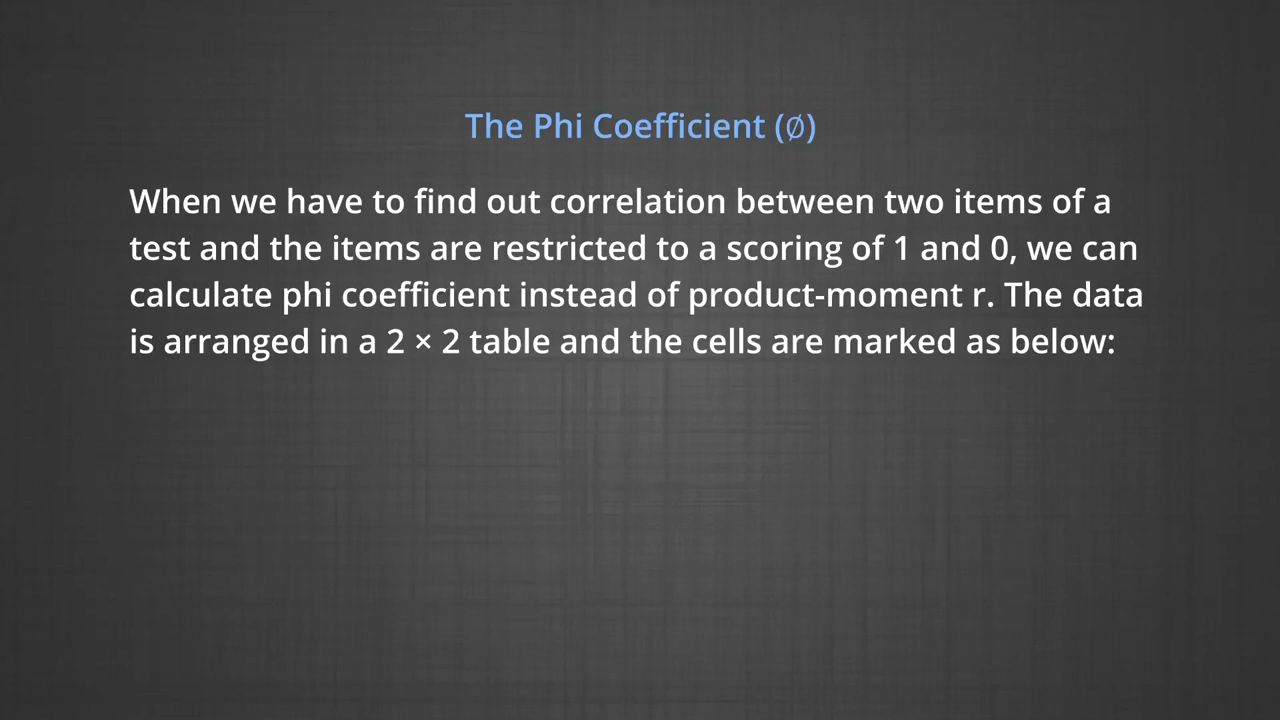 The Phi Coefficient (∅)
When we have to find out correlation between two items of a
test and the items are restricted to a scoring of 1 and 0, we can
calculate phi coefficient instead of product-moment r. The data
is arranged in a 2 × 2 table and the cells are marked as below: